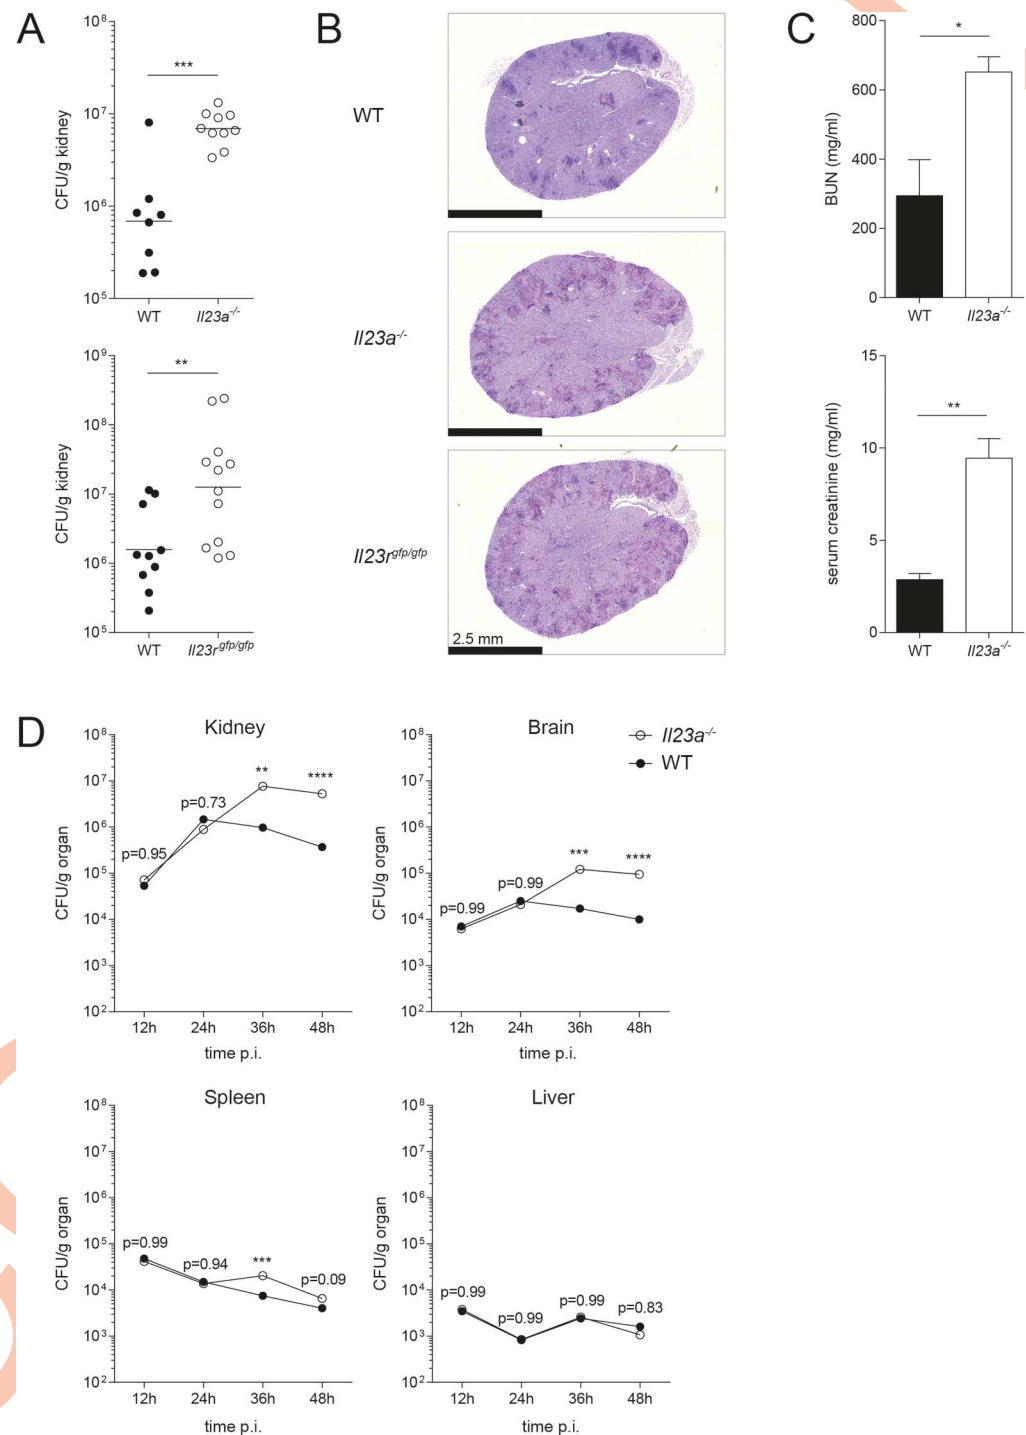 A
10⁸
10⁷
10⁶
10⁵
CFU/g kidney
***
WT
Il23a⁻/⁻
10⁹
10⁸
10⁷
10⁶
10⁵
CFU/g kidney
**
WT
Il23rᵍᶠᵖ/ᵍᶠᵖ
B
WT
Il23a⁻/⁻
Il23rᵍᶠᵖ/ᵍᶠᵖ
2.5 mm
C
800
600
400
200
0
BUN (mg/ml)
*
WT
Il23a⁻/⁻
15
10
5
0
serum creatinine (mg/ml)
**
WT
Il23a⁻/⁻
D
Kidney
10⁸
10⁷
10⁶
10⁵
10⁴
10³
10²
CFU/g organ
p=0.95
p=0.73
**
****
12h 24h 36h 48h
time p.i.
Brain
Il23a⁻/⁻
WT
10⁸
10⁷
10⁶
10⁵
10⁴
10³
10²
CFU/g organ
p=0.99
p=0.99
***
****
12h 24h 36h 48h
time p.i.
Spleen
10⁸
10⁷
10⁶
10⁵
10⁴
10³
10²
CFU/g organ
p=0.99
p=0.94
***
p=0.09
12h 24h 36h 48h
time p.i.
Liver
10⁸
10⁷
10⁶
10⁵
10⁴
10³
10²
CFU/g organ
p=0.99
p=0.99
p=0.99
p=0.83
12h 24h 36h 48h
time p.i.